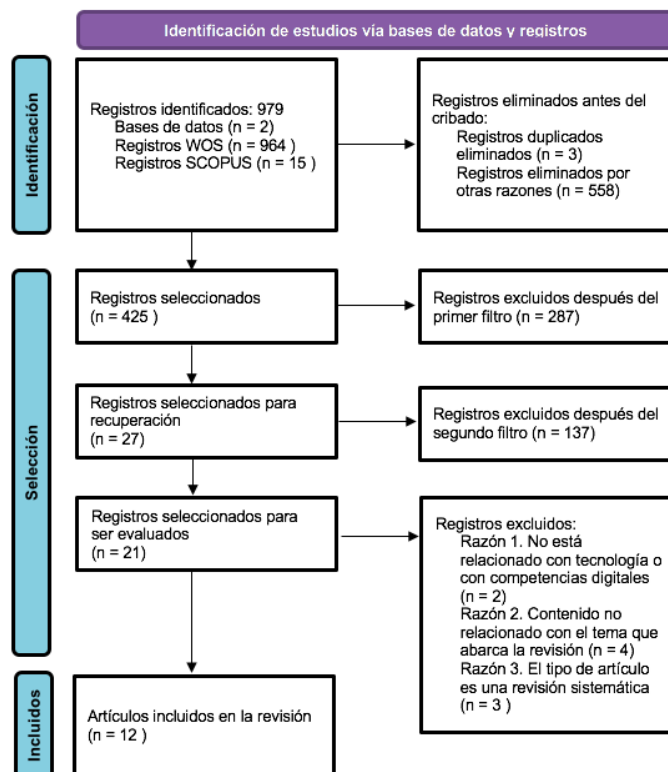 Identificación de estudios vía bases de datos y registros
Identificación
Registros identificados: 979
Bases de datos (n = 2)
Registros WOS (n = 964 )
Registros SCOPUS (n = 15 )
Registros eliminados antes del
cribado:
Registros duplicados
eliminados (n = 3)
Registros eliminados por
otras razones (n = 558)
Selección
Registros seleccionados
(n = 425 )
Registros excluidos después del
primer filtro (n = 287)
Registros seleccionados para
recuperación
(n = 27)
Registros excluidos después del
segundo filtro (n = 137)
Registros seleccionados para
ser evaluados
(n = 21)
Registros excluidos:
Razón 1. No está
relacionado con tecnología o
con competencias digitales
(n = 2)
Razón 2. Contenido no
relacionado con el tema que
abarca la revisión (n = 4)
Razón 3. El tipo de artículo
es una revisión sistemática
(n = 3 )
Incluidos
Artículos incluidos en la revisión
(n = 12 )